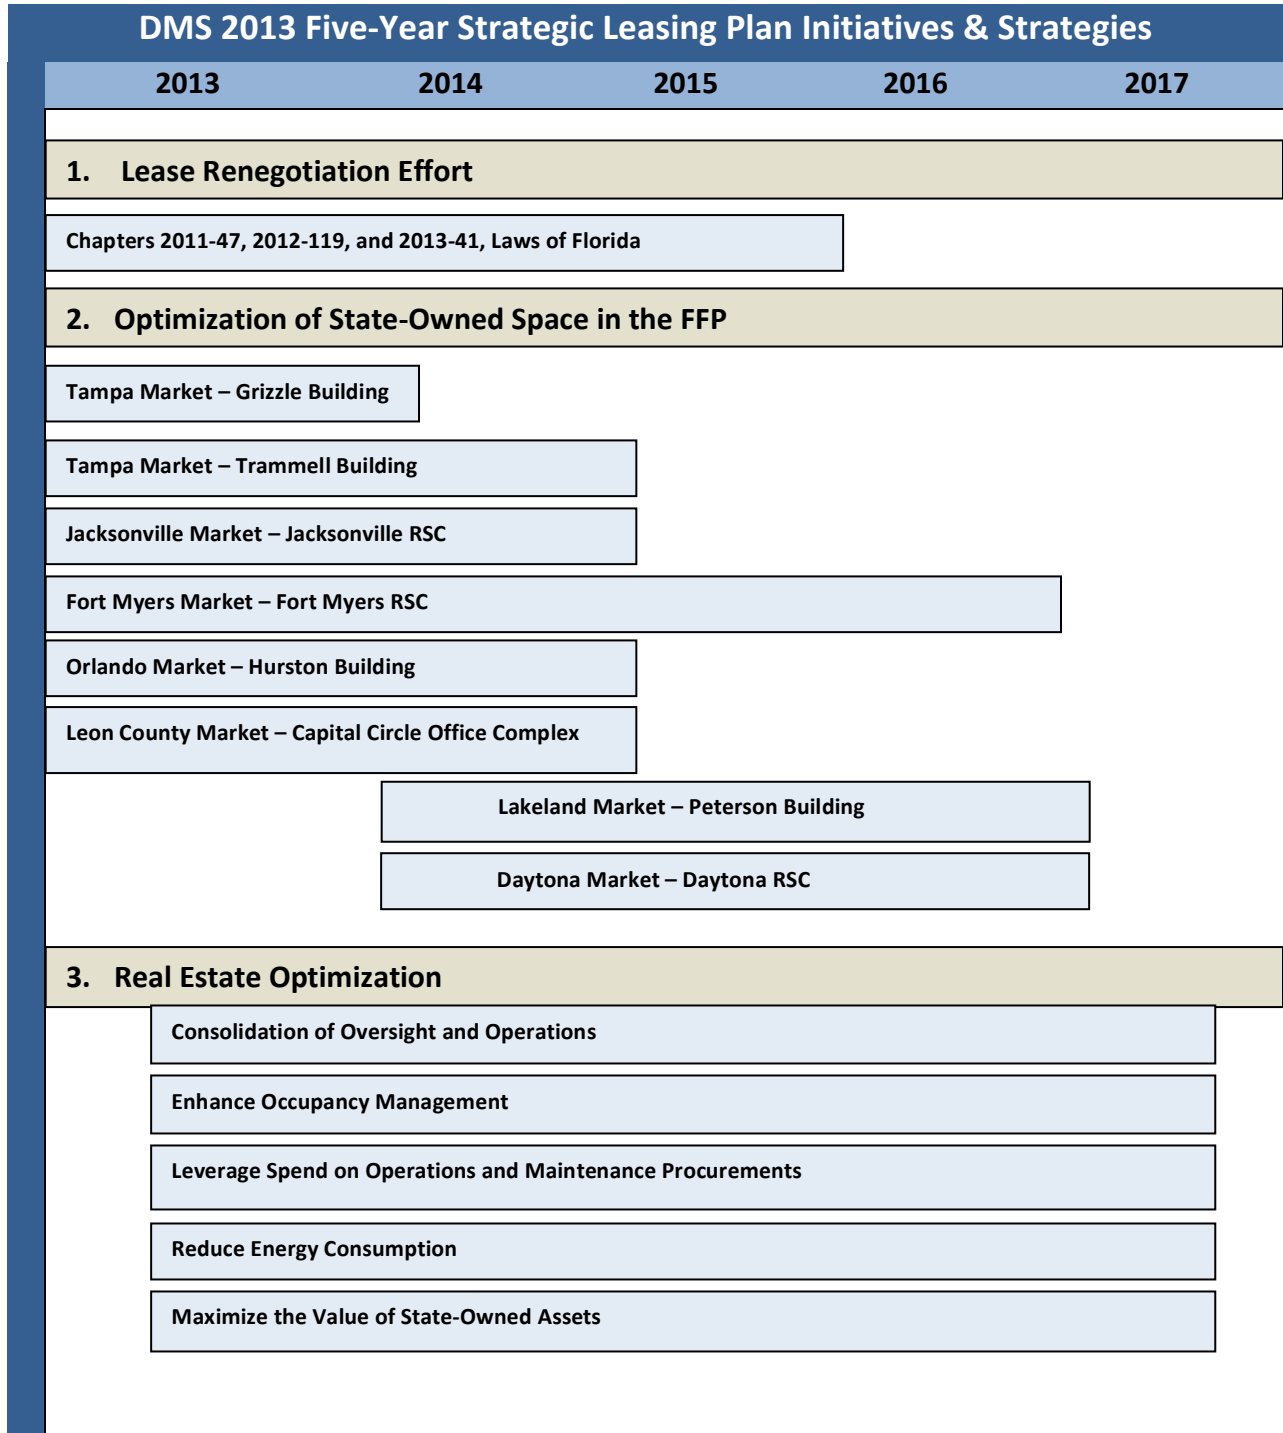 DMS 2013 Five-Year Strategic Leasing Plan Initiatives & Strategies
2013 2014 2015 2016 2017
1. Lease Renegotiation Effort
Chapters 2011-47, 2012-119, and 2013-41, Laws of Florida
2. Optimization of State-Owned Space in the FFP
Tampa Market – Grizzle Building
Tampa Market – Trammell Building
Jacksonville Market – Jacksonville RSC
Fort Myers Market – Fort Myers RSC
Orlando Market – Hurston Building
Leon County Market – Capital Circle Office Complex
Lakeland Market – Peterson Building
Daytona Market – Daytona RSC
3. Real Estate Optimization
Consolidation of Oversight and Operations
Enhance Occupancy Management
Leverage Spend on Operations and Maintenance Procurements
Reduce Energy Consumption
Maximize the Value of State-Owned Assets